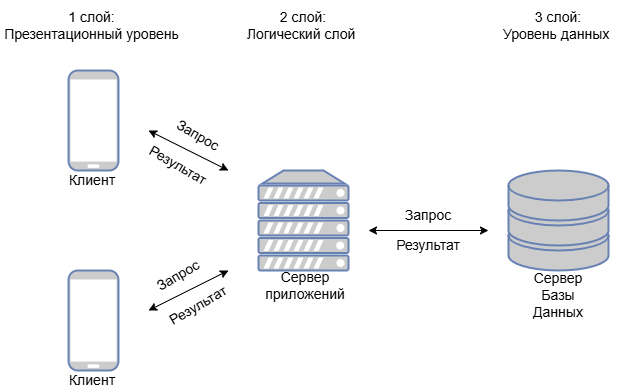 1 слой:
Презентационный уровень
2 слой:
Логический слой
3 слой:
Уровень данных
Клиент
Запрос
Результат
Сервер
приложений
Запрос
Результат
Сервер
Базы
Данных
Запрос
Результат
Клиент